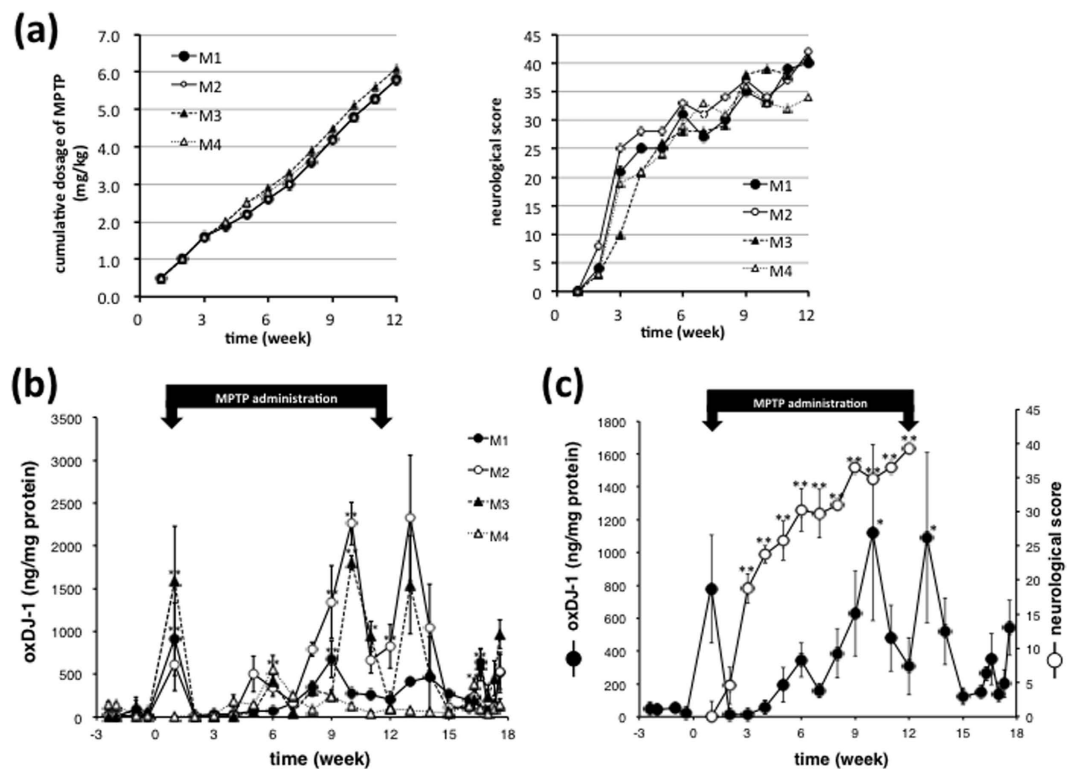 (a)
7.0
6.0
5.0
4.0
3.0
2.0
1.0
0.0
cumulative dosage of MPTP
(mg/kg)
M1
M2
M3
M4
0 3 6 9 12
time (week)
45
40
35
30
25
20
15
10
5
0
neurological score
M1
M2
M3
M4
0 3 6 9 12
time (week)
(b)
MPTP administration
3500
3000
2500
2000
1500
1000
500
0
oxDJ-1 (ng/mg protein)
M1
M2
M3
M4
**
**
**
**
**
**
**
**
*
**
-3 0 3 6 9 12 15 18
time (week)
(c)
MPTP administration
1800
1600
1400
1200
1000
800
600
400
200
0
oxDJ-1 (ng/mg protein)
45
40
35
30
25
20
15
10
5
0
neurological score
**
**
**
**
**
**
**
**
**
**
*
*
-3 0 3 6 9 12 15 18
time (week)